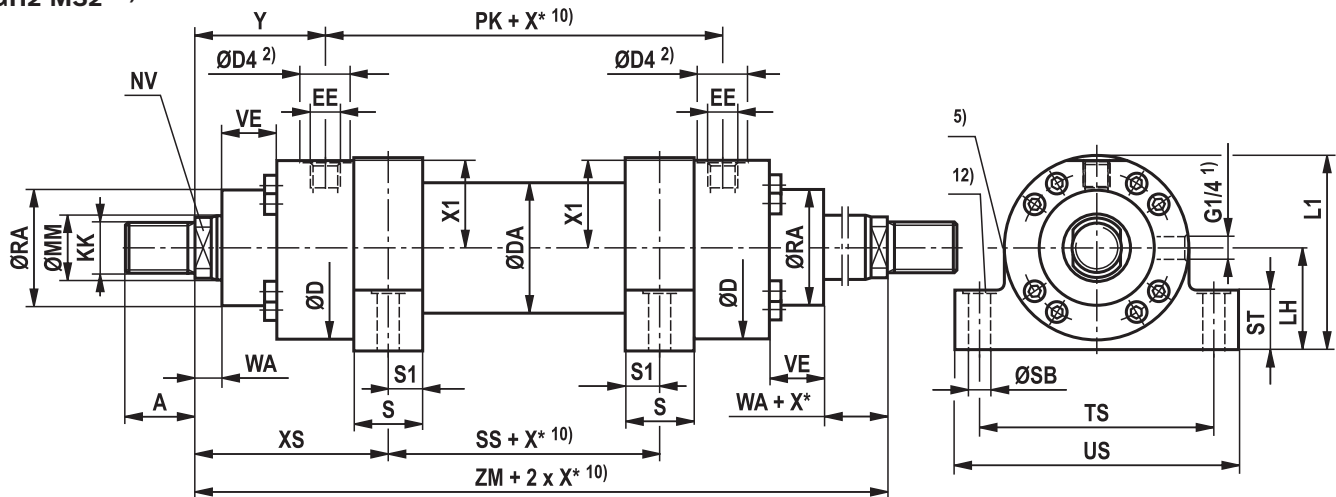 Y
PK + X* 10)
ØD4 2)
ØD4 2)
NV
EE
EE
VE
5)
12)
G1/4 1)
L1
X1
X1
ØRA
ØMM
KK
ØDA
ØRA
ØD
ØD
ST
LH
WA
S1
S1
VE
ØSB
A
S
S
WA + X*
TS
XS
SS + X* 10)
US
ZM + 2 x X* 10)